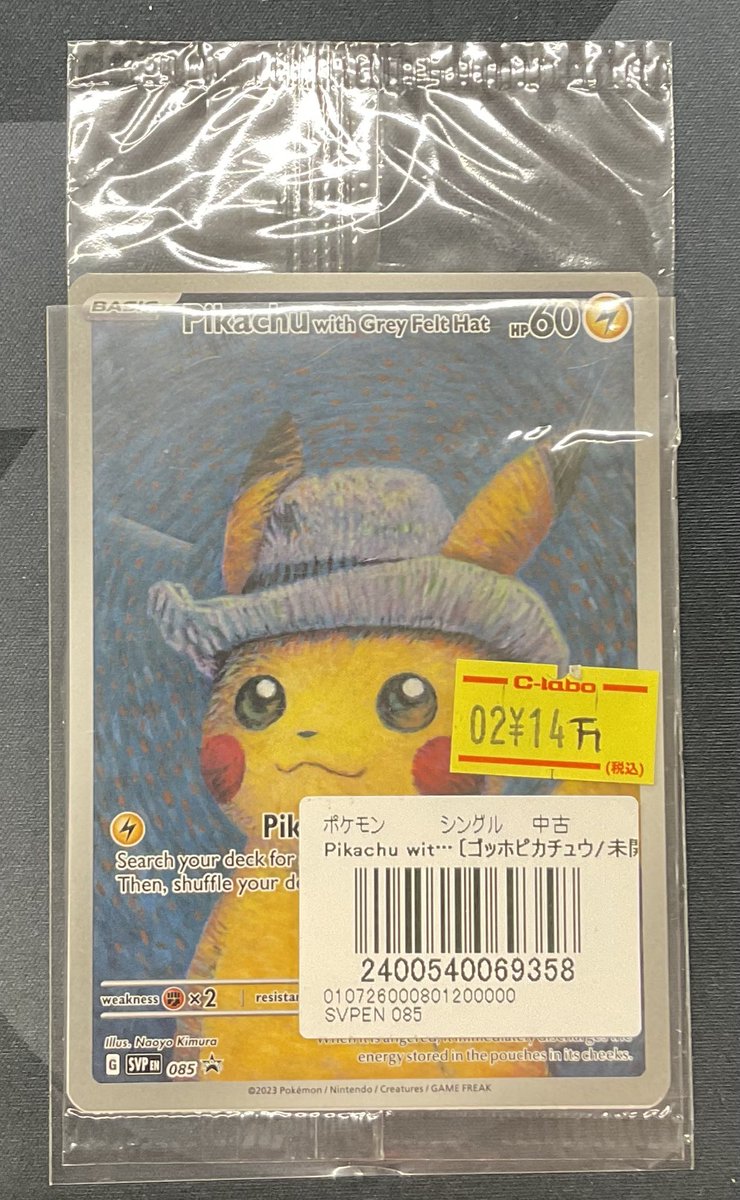 BASIC Pikachu with Grey Felt Hat HP60
C-labo
02¥14万
(税込)
Pik
Search your deck for
Then, shuffle your de
ポケモン シングル 中古
Pikachu wit… [ゴッホピカチュウ/未開
2400540069358
010726000801200000
SVPEN 085
weakness ×2 resistan
When it is angered, it immediately discharges the
energy stored in the pouches in its cheeks.
Illus. Naoyo Kimura
G SVP EN 085
©2023 Pokémon / Nintendo / Creatures / GAME FREAK